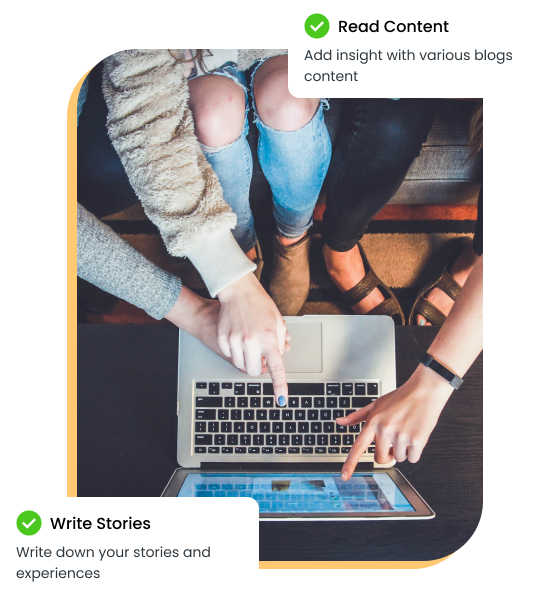 Read Content
Add insight with various blogs
content
Write Stories
Write down your stories and
experiences